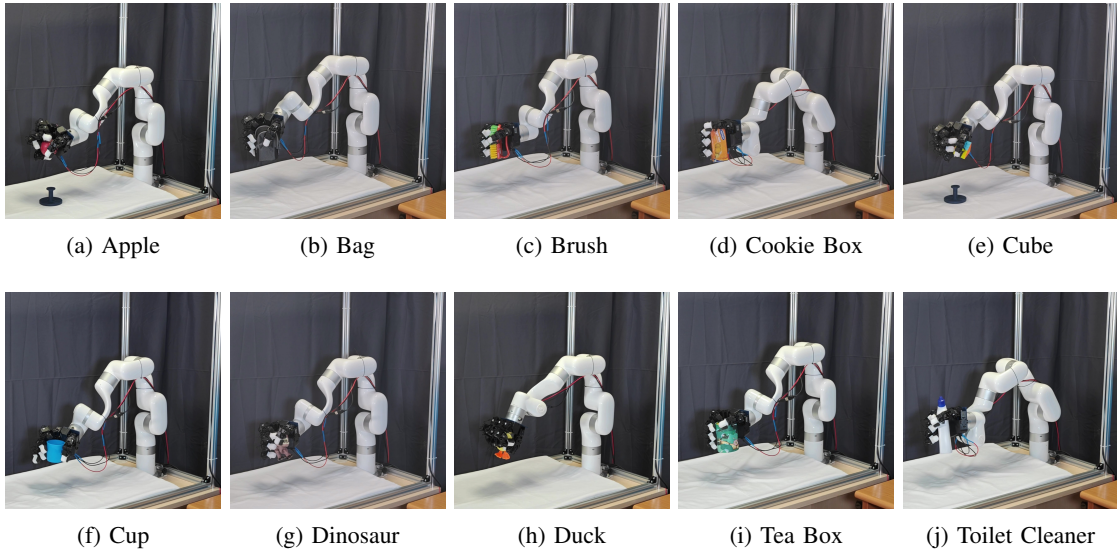 (a) Apple
(b) Bag
(c) Brush
(d) Cookie Box
(e) Cube
(f) Cup
(g) Dinosaur
(h) Duck
(i) Tea Box
(j) Toilet Cleaner